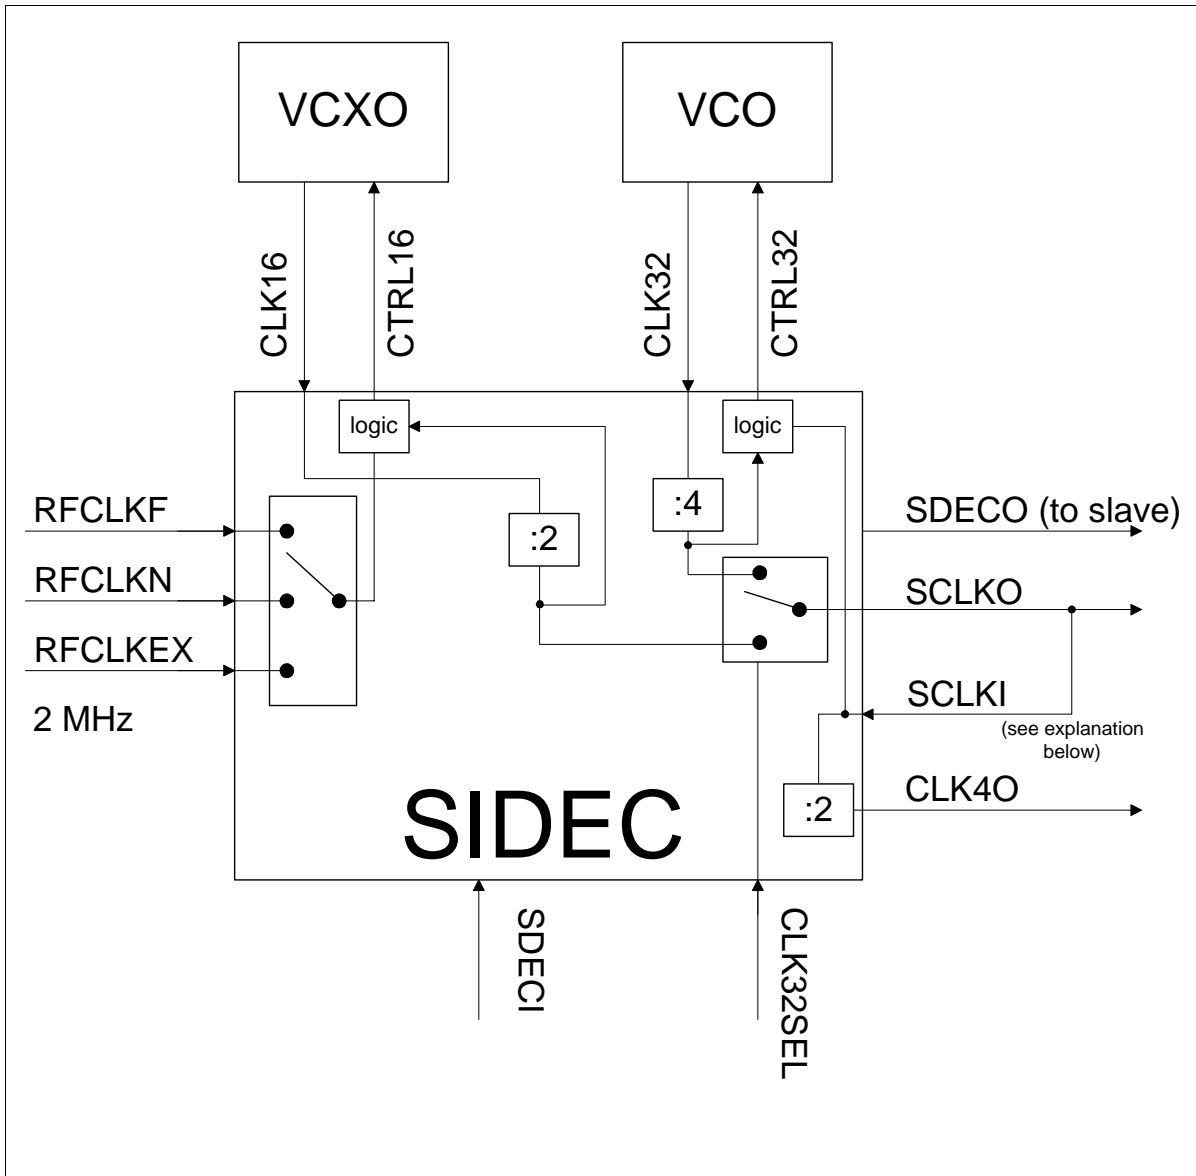 VCXO
VCO
CLK16
CTRL16
CLK32
CTRL32
logic
logic
RFCLKF
:4
SDECO (to slave)
:2
RFCLKN
SCLKO
RFCLKEX
SCLKI
2 MHz
(see explanation
below)
CLK4O
:2
SIDEC
SDECI
CLK32SEL